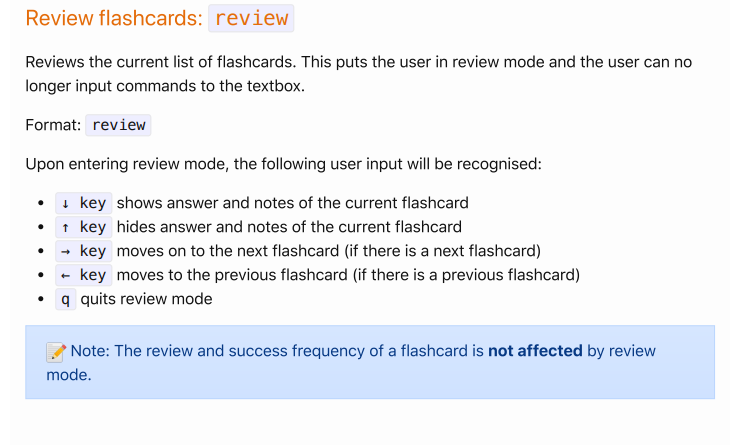 Review flashcards: review
Reviews the current list of flashcards. This puts the user in review mode and the user can no
longer input commands to the textbox.
Format: review
Upon entering review mode, the following user input will be recognised:
• ↓ key shows answer and notes of the current flashcard
• ↑ key hides answer and notes of the current flashcard
• → key moves on to the next flashcard (if there is a next flashcard)
• ← key moves to the previous flashcard (if there is a previous flashcard)
• q quits review mode
📝 Note: The review and success frequency of a flashcard is not affected by review
mode.